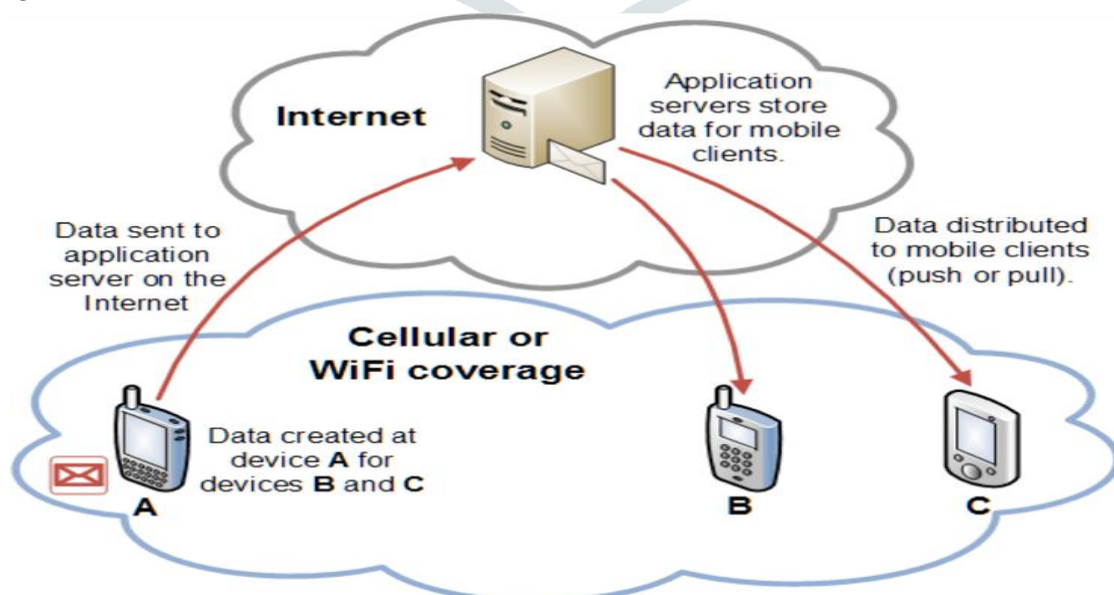 Internet
Application
servers store
data for mobile
clients.
Data sent to
application
server on the
Internet
Data distributed
to mobile clients
(push or pull).
Cellular or
WiFi coverage
Data created at
device A for
devices B and C
A
B
C